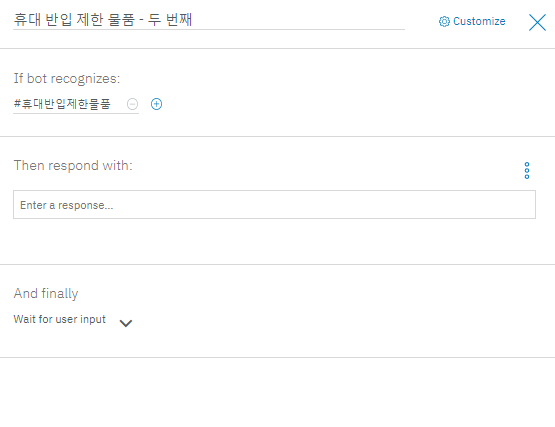 휴대 반입 제한 물품 - 두 번째
Customize
If bot recognizes:
#휴대반입제한물품
Then respond with:
Enter a response...
And finally
Wait for user input